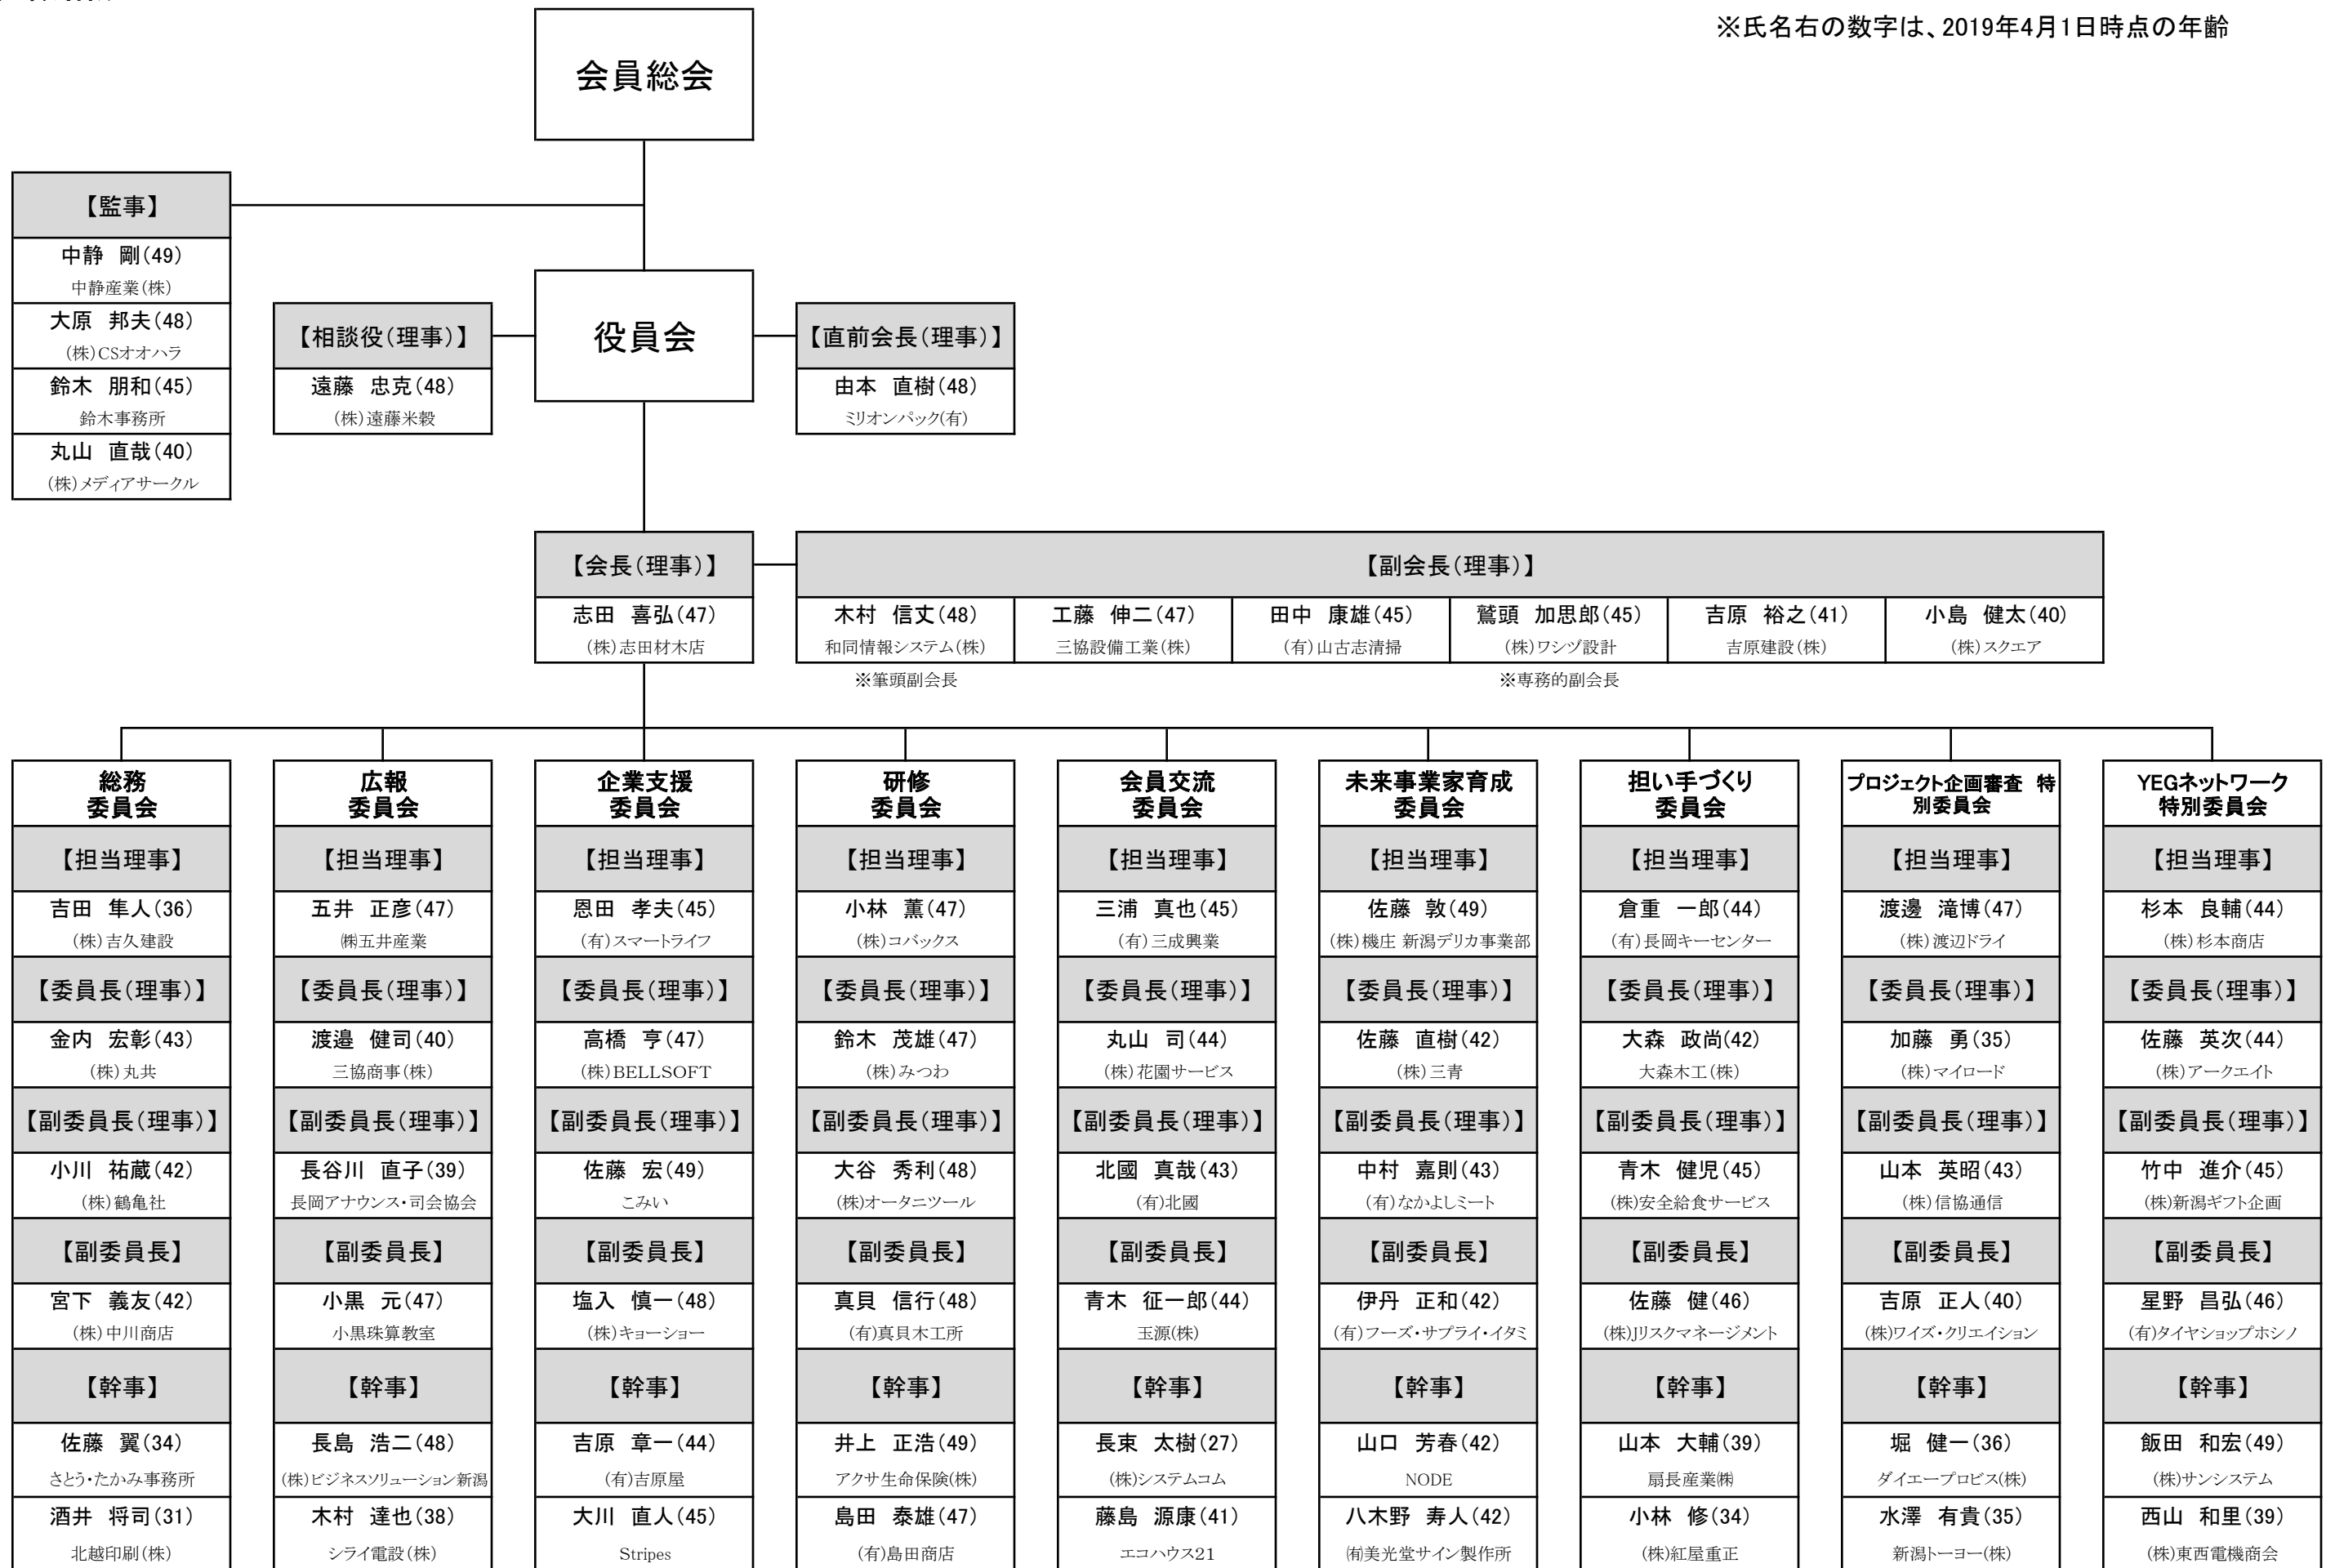 ※氏名右の数字は、2019年4月1日時点の年齢
会員総会
【監事】
中静　剛(49)
中静産業(株)
大原　邦夫(48)
(株)CSオオハラ
鈴木　朋和(45)
鈴木事務所
丸山　直哉(40)
(株)メディアサークル
【相談役(理事)】
遠藤　忠克(48)
(株)遠藤米穀
役員会
【直前会長(理事)】
由本　直樹(48)
ミリオンパック(有)
【会長(理事)】
志田　喜弘(47)
(株)志田材木店
【副会長(理事)】
木村　信丈(48)
和同情報システム(株)
※筆頭副会長
工藤　伸二(47)
三協設備工業(株)
田中　康雄(45)
(有)山古志清掃
鷲頭　加思郎(45)
(株)ワシヅ設計
※専務的副会長
吉原　裕之(41)
吉原建設(株)
小島　健太(40)
(株)スクエア
総務
委員会
【担当理事】
吉田　隼人(36)
(株)吉久建設
【委員長(理事)】
金内　宏彰(43)
(株)丸共
【副委員長(理事)】
小川　祐蔵(42)
(株)鶴亀社
【副委員長】
宮下　義友(42)
(株)中川商店
【幹事】
佐藤　翼(34)
さとう・たかみ事務所
酒井　将司(31)
北越印刷(株)
広報
委員会
【担当理事】
五井　正彦(47)
㈱五井産業
【委員長(理事)】
渡邉　健司(40)
三協商事(株)
【副委員長(理事)】
長谷川　直子(39)
長岡アナウンス・司会協会
【副委員長】
小黒　元(47)
小黒珠算教室
【幹事】
長島　浩二(48)
(株)ビジネスソリューション新潟
木村　達也(38)
シライ電設(株)
企業支援
委員会
【担当理事】
恩田　孝夫(45)
(有)スマートライフ
【委員長(理事)】
高橋　亨(47)
(株)BELLSOFT
【副委員長(理事)】
佐藤　宏(49)
こみい
【副委員長】
塩入　慎一(48)
(株)キョーショー
【幹事】
吉原　章一(44)
(有)吉原屋
大川　直人(45)
Stripes
研修
委員会
【担当理事】
小林　薫(47)
(株)コバックス
【委員長(理事)】
鈴木　茂雄(47)
(株)みつわ
【副委員長(理事)】
大谷　秀利(48)
(株)オータニツール
【副委員長】
真貝　信行(48)
(有)真貝木工所
【幹事】
井上　正浩(49)
アクサ生命保険(株)
島田　泰雄(47)
(有)島田商店
会員交流
委員会
【担当理事】
三浦　真也(45)
(有)三成興業
【委員長(理事)】
丸山　司(44)
(株)花園サービス
【副委員長(理事)】
北國　真哉(43)
(有)北國
【副委員長】
青木　征一郎(44)
玉源(株)
【幹事】
長束　太樹(27)
(株)システムコム
藤島　源康(41)
エコハウス21
未来事業家育成
委員会
【担当理事】
佐藤　敦(49)
(株)機庄 新潟デリカ事業部
【委員長(理事)】
佐藤　直樹(42)
(株)三青
【副委員長(理事)】
中村　嘉則(43)
(有)なかよしミート
【副委員長】
伊丹　正和(42)
(有)フーズ・サプライ・イタミ
【幹事】
山口　芳春(42)
NODE
八木野　寿人(42)
㈲美光堂サイン製作所
担い手づくり
委員会
【担当理事】
倉重　一郎(44)
(有)長岡キーセンター
【委員長(理事)】
大森　政尚(42)
大森木工(株)
【副委員長(理事)】
青木　健児(45)
(株)安全給食サービス
【副委員長】
佐藤　健(46)
(株)Jリスクマネージメント
【幹事】
山本　大輔(39)
扇長産業㈱
小林　修(34)
(株)紅屋重正
プロジェクト企画審査　特
別委員会
【担当理事】
渡邊　滝博(47)
(株)渡辺ドライ
【委員長(理事)】
加藤　勇(35)
(株)マイロード
【副委員長(理事)】
山本　英昭(43)
(株)信協通信
【副委員長】
吉原　正人(40)
(株)ワイズ・クリエイション
【幹事】
堀　健一(36)
ダイエープロビス(株)
水澤　有貴(35)
新潟トーヨー(株)
YEGネットワーク
特別委員会
【担当理事】
杉本　良輔(44)
(株)杉本商店
【委員長(理事)】
佐藤　英次(44)
(株)アークエイト
【副委員長(理事)】
竹中　進介(45)
(株)新潟ギフト企画
【副委員長】
星野　昌弘(46)
(有)タイヤショップホシノ
【幹事】
飯田　和宏(49)
(株)サンシステム
西山　和里(39)
(株)東西電機商会